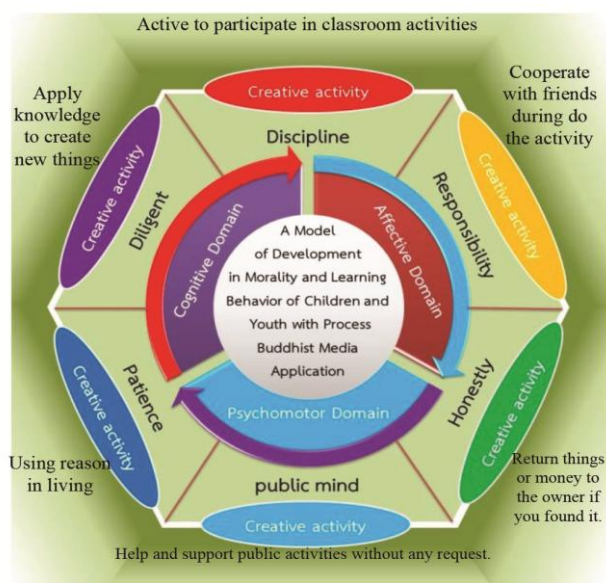 Active to participate in classroom activities
Creative activity
Discipline
Apply
knowledge
to create
new things
Creative activity
Diligent
Cooperate
with friends
during do
the activity
Creative activity
Responsibility
Cognitive Domain
Affective Domain
A Model
of Development
in Morality and Learning
Behavior of Children and
Youth with Process
Buddhist Media
Application
Psychomotor Domain
Patience
Creative activity
Using reason
in living
Honestly
Creative activity
Return things
or money to
the owner if
you found it.
public mind
Creative activity
Help and support public activities without any request.